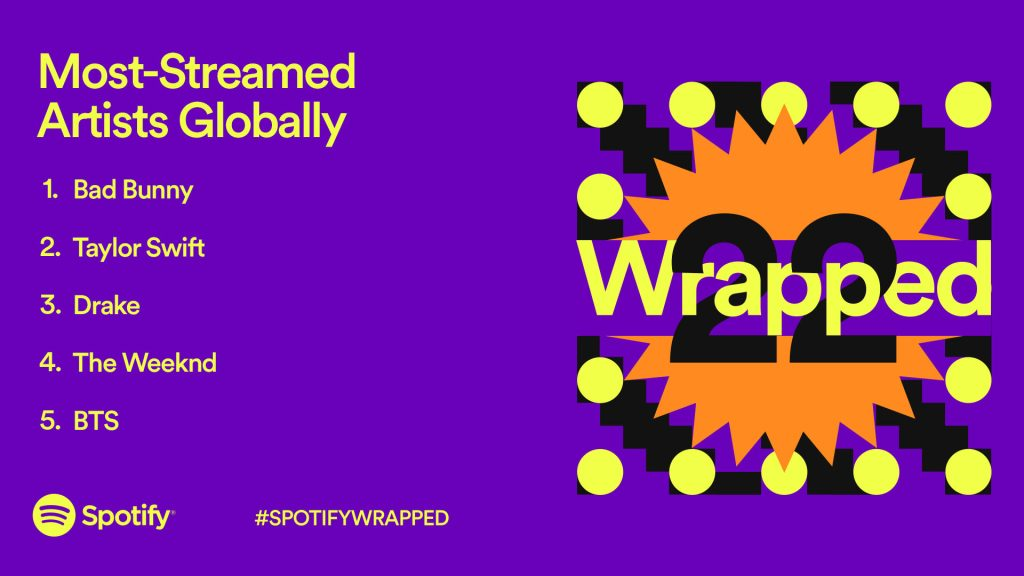 Most-Streamed
Artists Globally
1. Bad Bunny
2. Taylor Swift
3. Drake
4. The Weeknd
5. BTS
22
Wrapped
Spotify®
#SPOTIFYWRAPPED